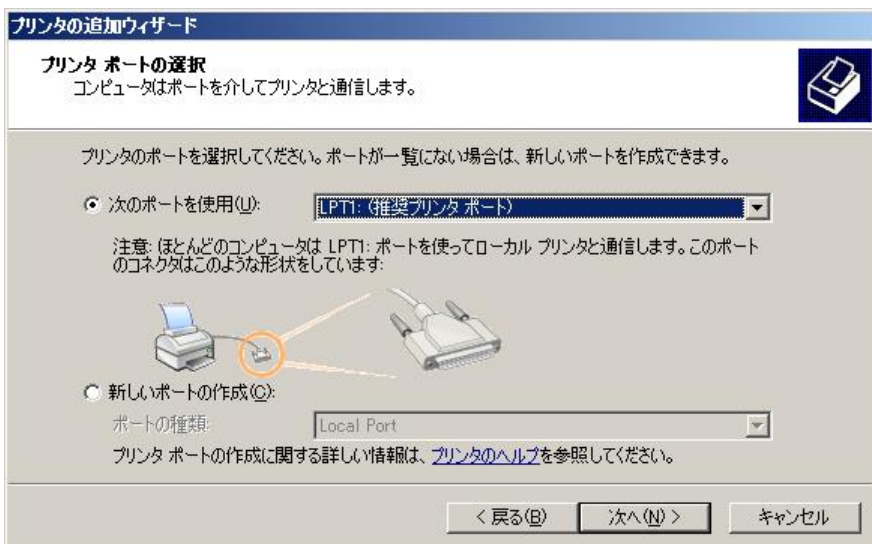 プリンタの追加ウィザード
プリンタ ポートの選択
コンピュータはポートを介してプリンタと通信します。
プリンタのポートを選択してください。ポートが一覧にない場合は、新しいポートを作成できます。
次のポートを使用(U):
LPT1: (推奨プリンタ ポート)
注意: ほとんどのコンピュータは LPT1: ポートを使ってローカル プリンタと通信します。このポート
のコネクタはこのような形状をしています:
新しいポートの作成(C):
ポートの種類:
Local Port
プリンタ ポートの作成に関する詳しい情報は、プリンタのヘルプを参照してください。
< 戻る(B)
次へ(N) >
キャンセル